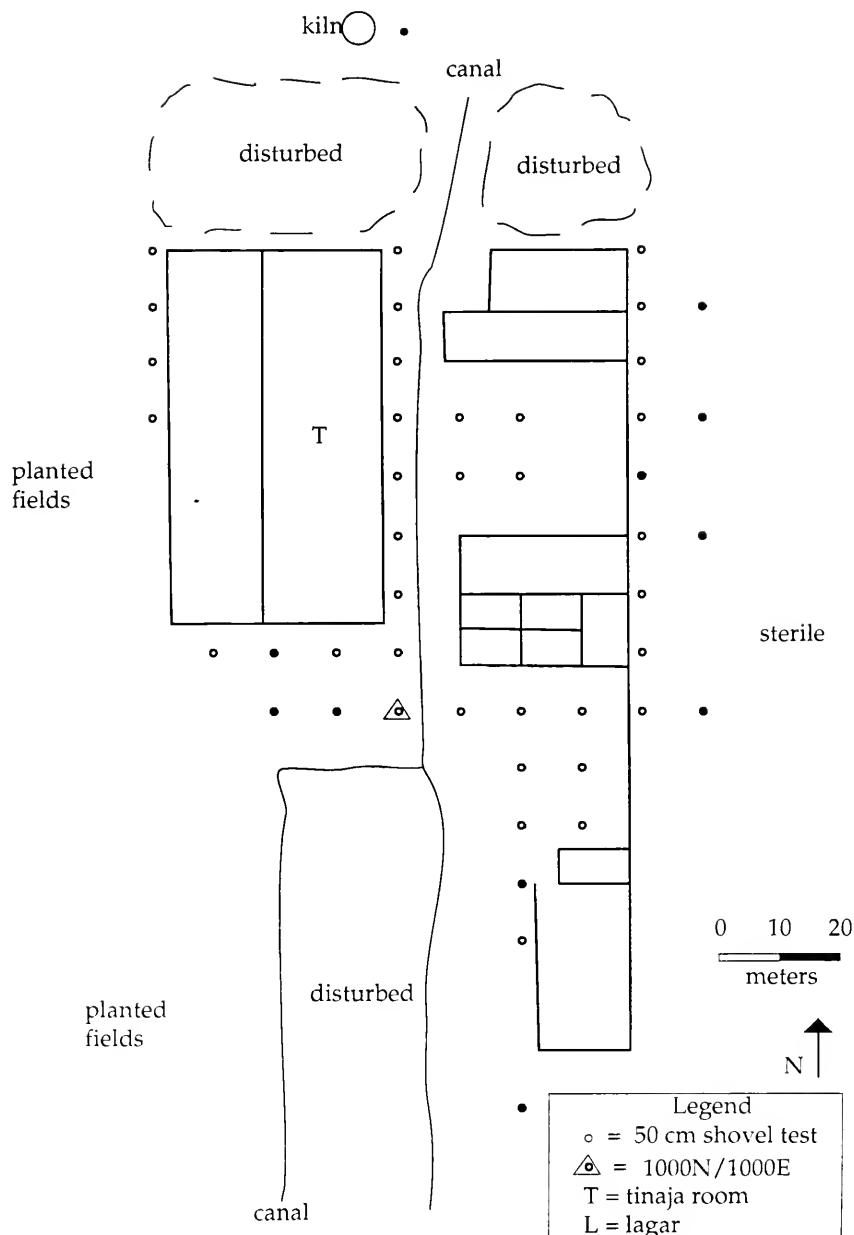 kiln
canal
disturbed
disturbed
T
planted
fields
sterile
0 10 20
meters
disturbed
planted
fields
N
Legend
= 50 cm shovel test
= 1000N/1000E
T = tinaja room
L = lagar
canal